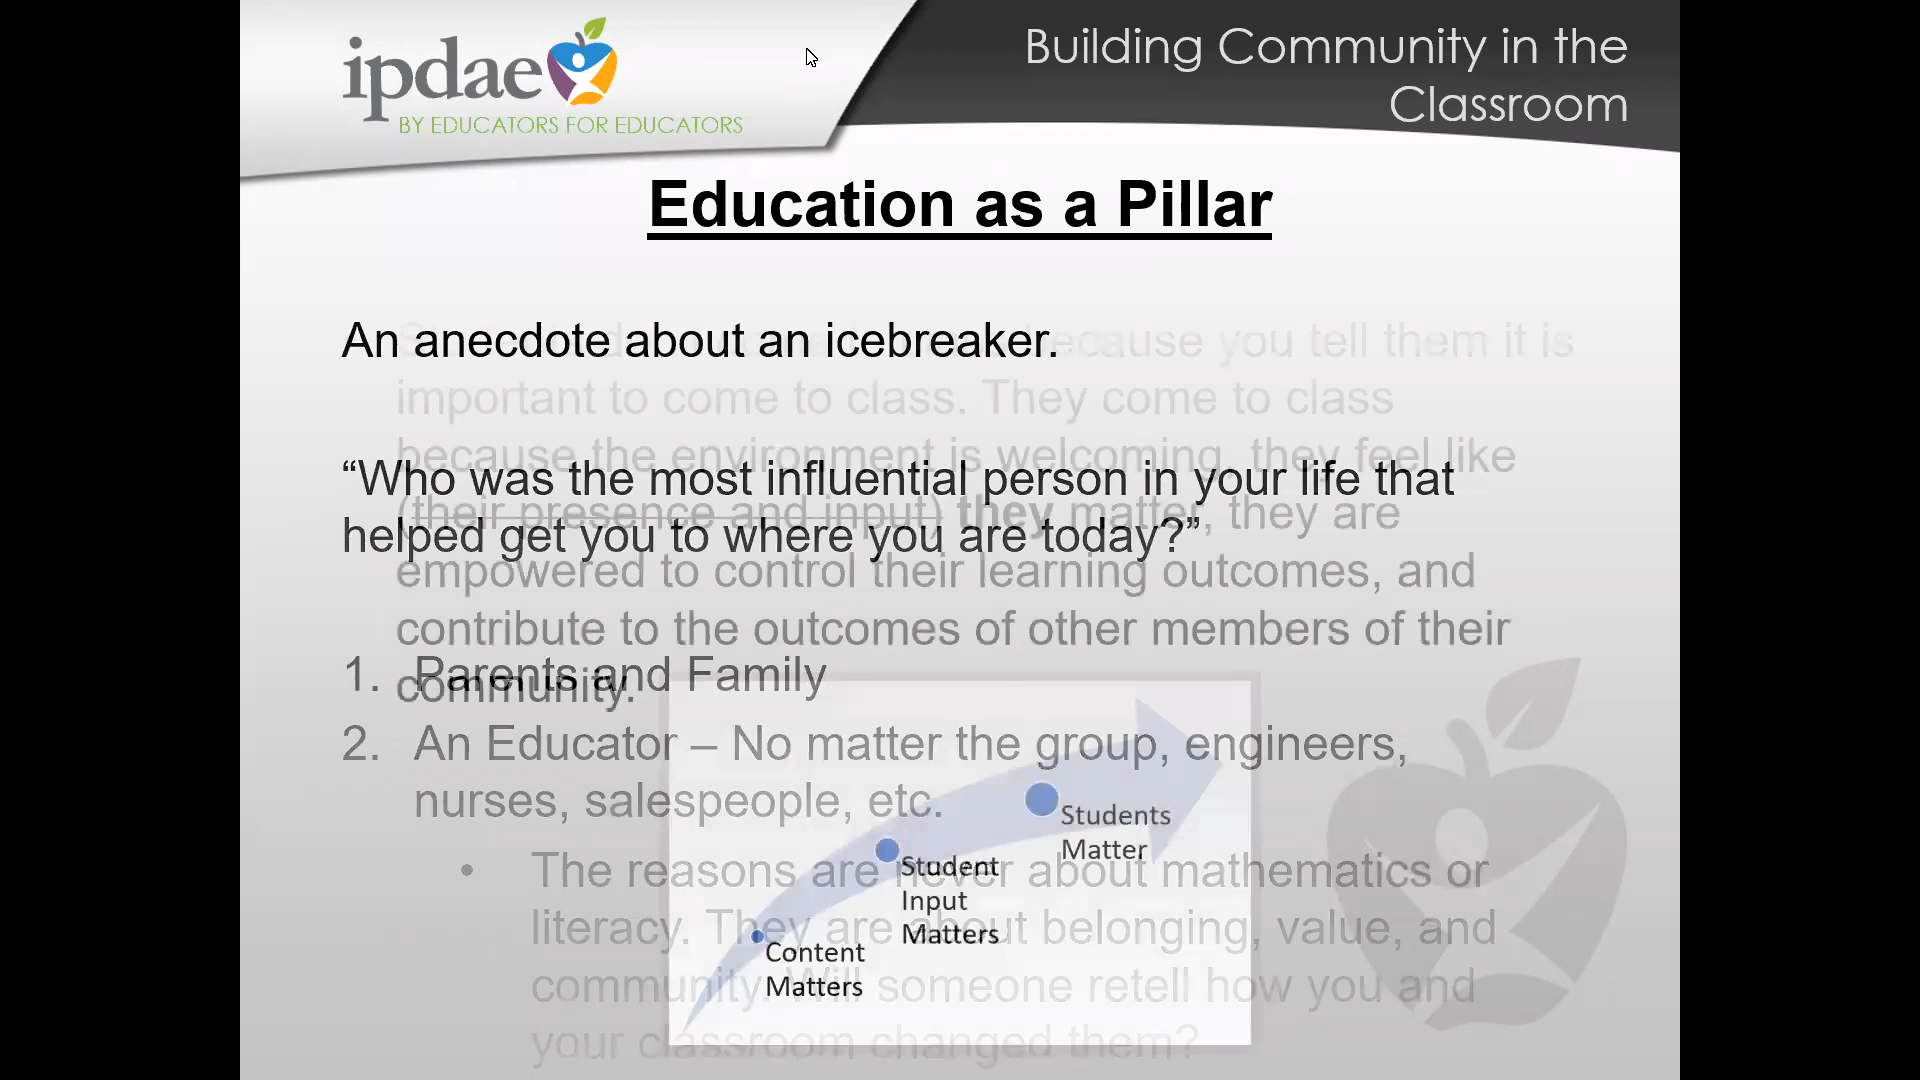 ipdae
BY EDUCATORS FOR EDUCATORS
Building Community in the
Classroom
Education as a Pillar
An anecdote about an icebreaker.
“Who was the most influential person in your life that
helped get you to where you are today?”
1. Parents and Family
2. An Educator – No matter the group, engineers,
nurses, salespeople, etc.
• The reasons are never about mathematics or
literacy. They are about belonging, value, and
community. Will someone retell how you and
your classroom changed them?
because you tell them it is
important to come to class. They come to class
because the environment is welcoming, they feel like
(their presence and input) they matter, they are
empowered to control their learning outcomes, and
contribute to the outcomes of other members of their
community.
Students
Matter
Student
Input
Matters
Content
Matters